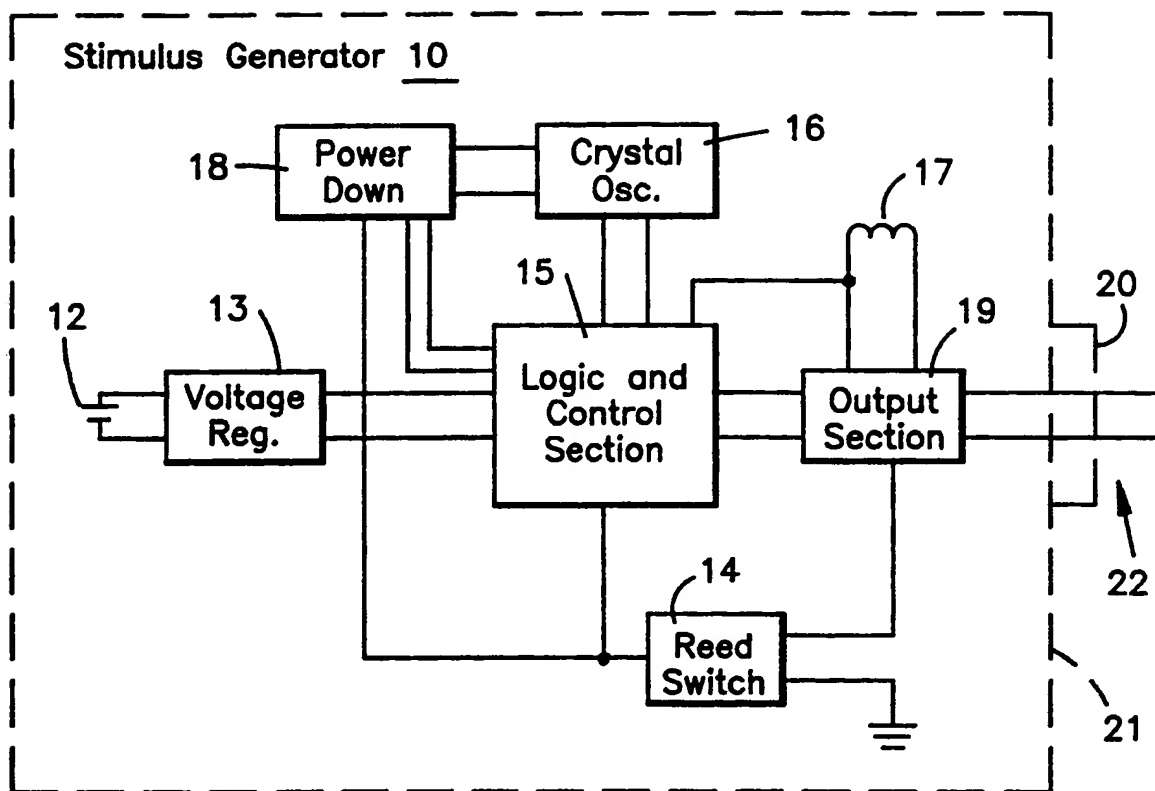 Stimulus Generator 10
18
Power
Down
Crystal
Osc.
16
17
15
20
12
13
19
Voltage
Reg.
Logic and
Control
Section
Output
Section
14
22
Reed
Switch
21